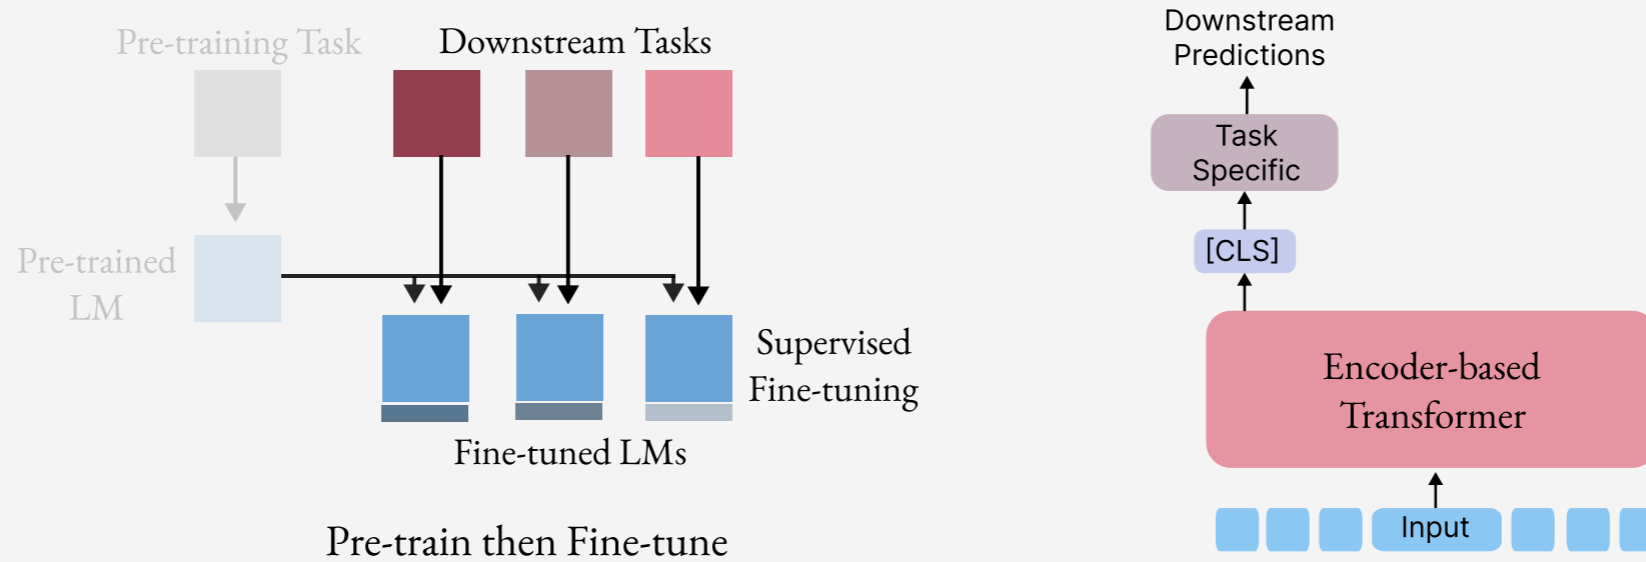 Pre-training Task
Downstream Tasks
Pre-trained
LM
Supervised
Fine-tuning
Fine-tuned LMs
Pre-train then Fine-tune
Downstream
Predictions
Task
Specific
[CLS]
Encoder-based
Transformer
Input